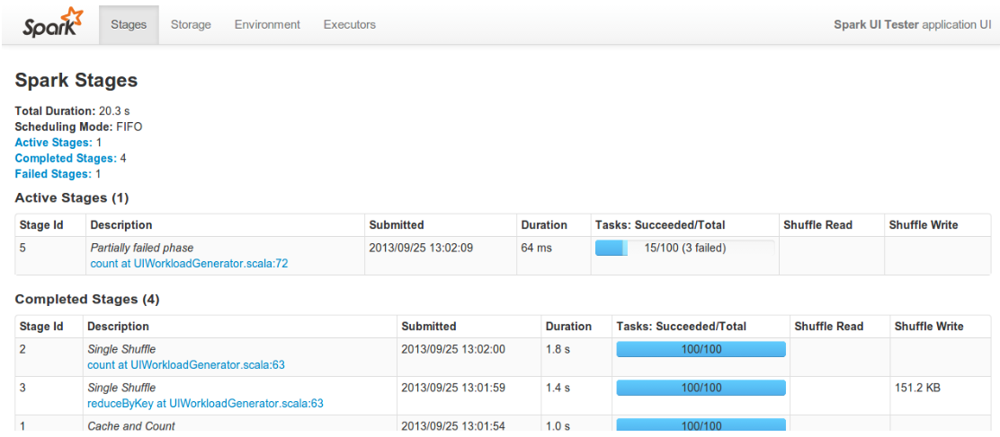 Spark Stages Storage Environment Executors Spark UI Tester application UI
Spark Stages
Total Duration: 20.3 s
Scheduling Mode: FIFO
Active Stages: 1
Completed Stages: 4
Failed Stages: 1
Active Stages (1)
Stage Id Description Submitted Duration Tasks: Succeeded/Total Shuffle Read Shuffle Write
5 Partially failed phase 2013/09/25 13:02:09 64 ms 15/100 (3 failed)
count at UIWorkloadGenerator.scala:72
Completed Stages (4)
Stage Id Description Submitted Duration Tasks: Succeeded/Total Shuffle Read Shuffle Write
2 Single Shuffle 2013/09/25 13:02:00 1.8 s 100/100
count at UIWorkloadGenerator.scala:63
3 Single Shuffle 2013/09/25 13:01:59 1.4 s 100/100 151.2 KB
reduceByKey at UIWorkloadGenerator.scala:63
1 Cache and Count 2013/09/25 13:01:54 1.0 s 100/100